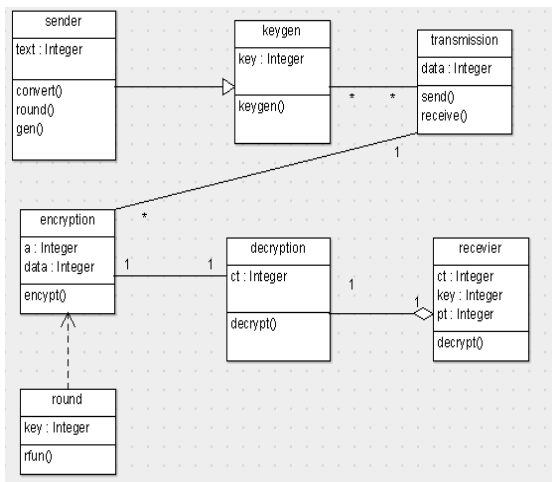 sender
text : Integer
convert()
round()
gen()
keygen
key : Integer
keygen()
transmission
data : Integer
send()
receive()
* *
1
*
encryption
a : Integer
data : Integer
encypt()
1 1
decryption
ct : Integer
decrypt()
1
1
recevier
ct : Integer
key : Integer
pt : Integer
decrypt()
round
key : Integer
rfun()